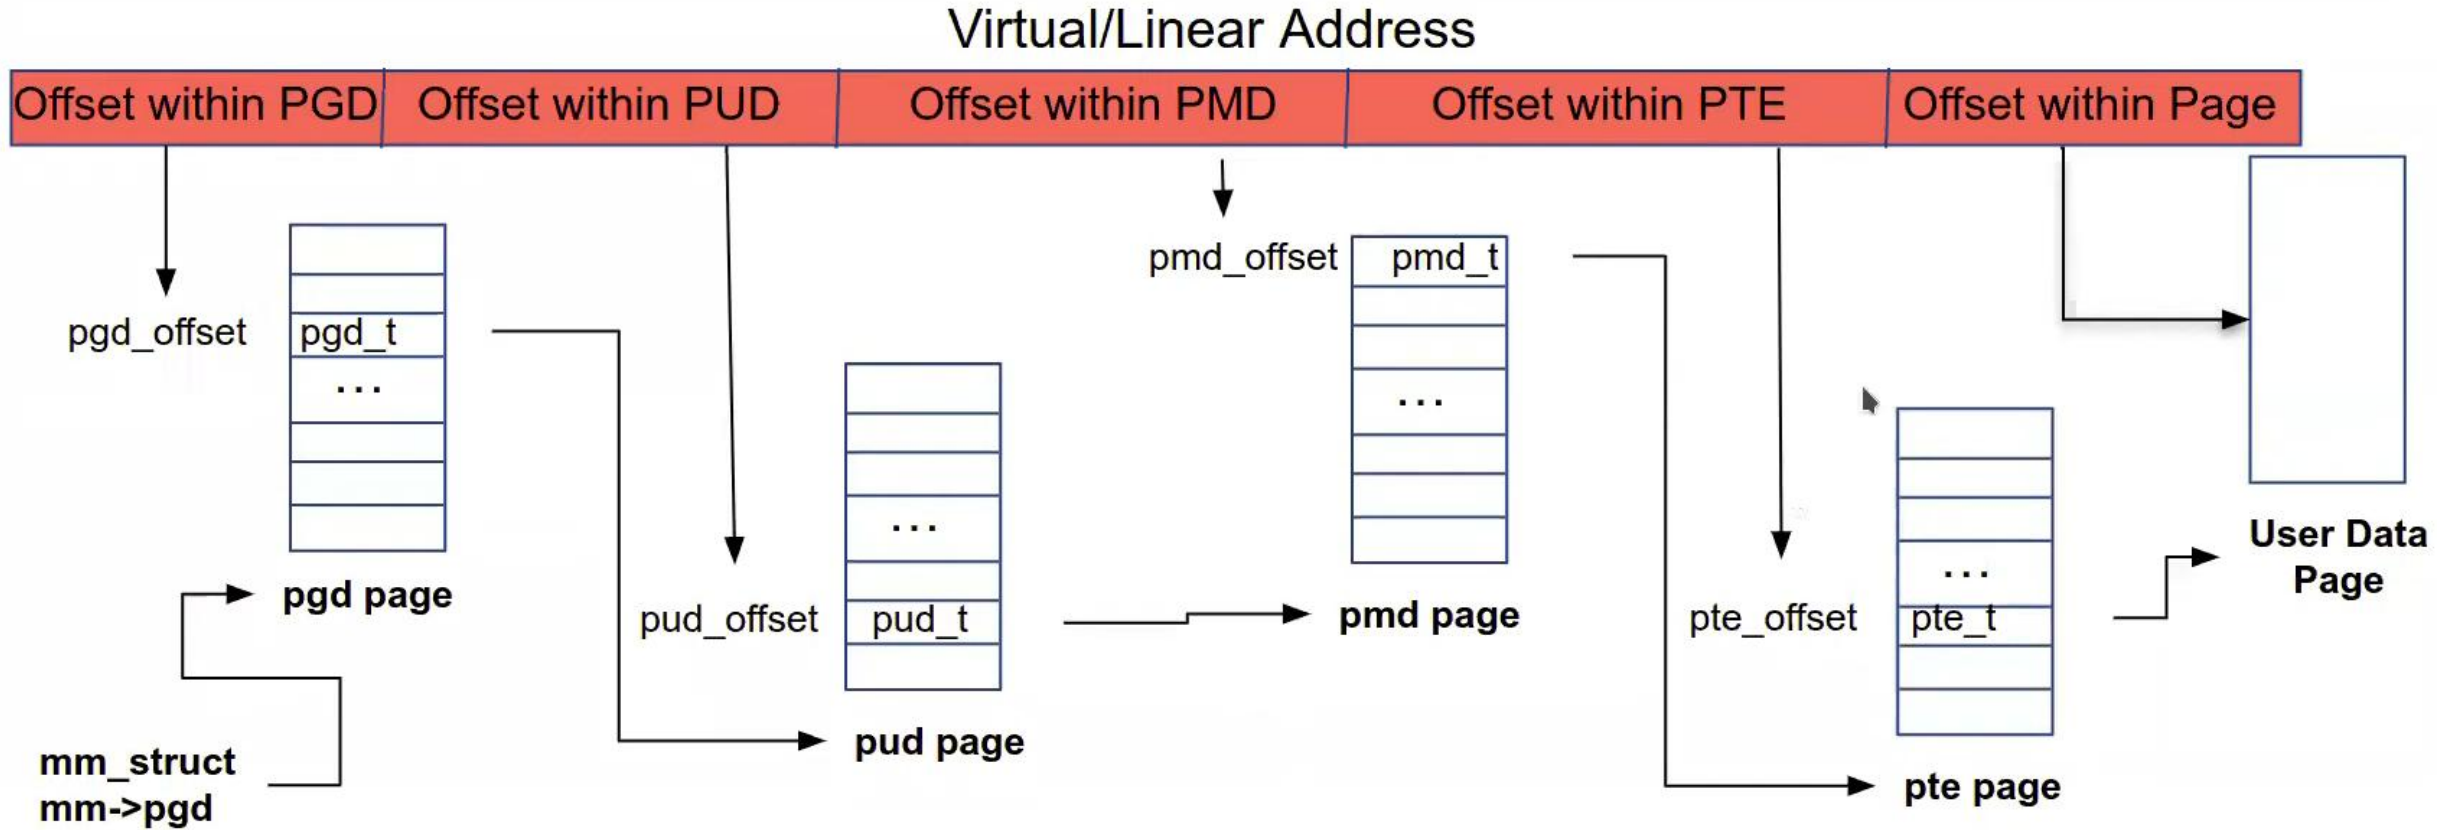 Virtual/Linear Address
Offset within PGD
Offset within PUD
Offset within PMD
Offset within PTE
Offset within Page
pgd_offset
pgd_t
...
pgd page
mm_struct
mm->pgd
pud_offset
...
pud_t
pud page
pmd_offset
pmd_t
...
pmd page
pte_offset
...
pte_t
pte page
User Data
Page